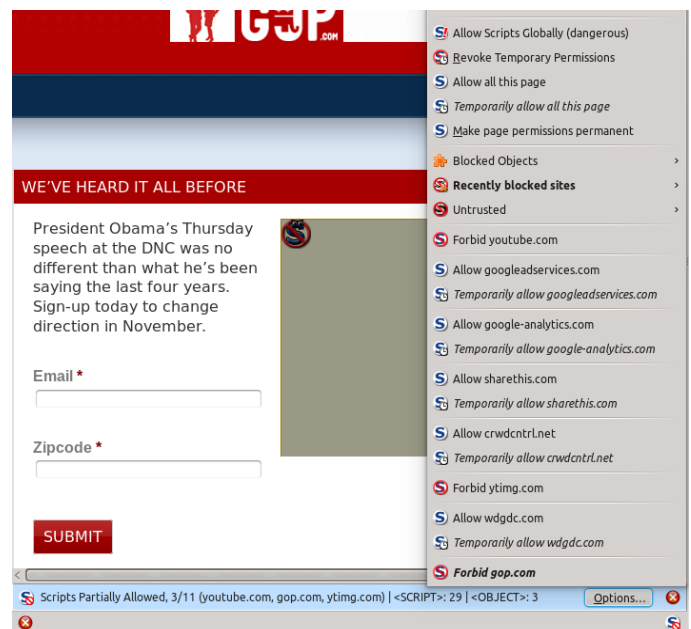 GOP
.com
WE'VE HEARD IT ALL BEFORE
President Obama's Thursday
speech at the DNC was no
different than what he's been
saying the last four years.
Sign-up today to change
direction in November.
Email *
Zipcode *
SUBMIT
Allow Scripts Globally (dangerous)
Revoke Temporary Permissions
Allow all this page
Temporarily allow all this page
Make page permissions permanent
Blocked Objects
Recently blocked sites
Untrusted
Forbid youtube.com
Allow googleadservices.com
Temporarily allow googleadservices.com
Allow google-analytics.com
Temporarily allow google-analytics.com
Allow sharethis.com
Temporarily allow sharethis.com
Allow crwdcntrl.net
Temporarily allow crwdcntrl.net
Forbid ytimg.com
Allow wdgdc.com
Temporarily allow wdgdc.com
Forbid gop.com
Scripts Partially Allowed, 3/11 (youtube.com, gop.com, ytimg.com) | <SCRIPT>: 29 | <OBJECT>: 3
Options...